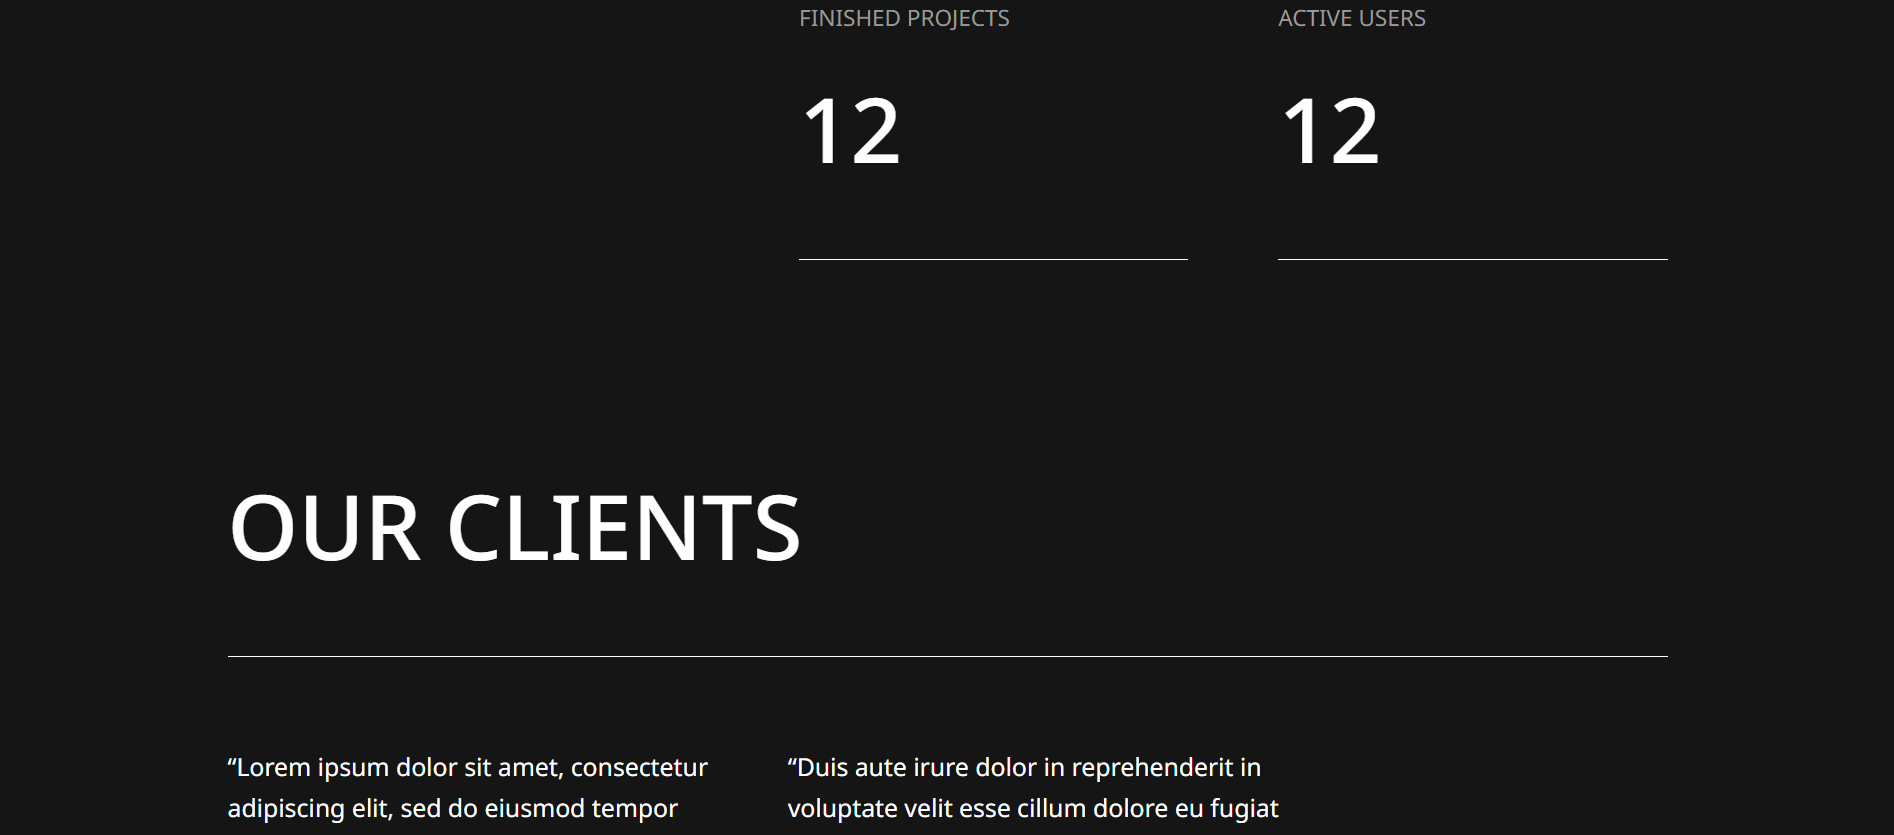 FINISHED PROJECTS
ACTIVE USERS
12
12
OUR CLIENTS
“Lorem ipsum dolor sit amet, consectetur
adipiscing elit, sed do eiusmod tempor
“Duis aute irure dolor in reprehenderit in
voluptate velit esse cillum dolore eu fugiat